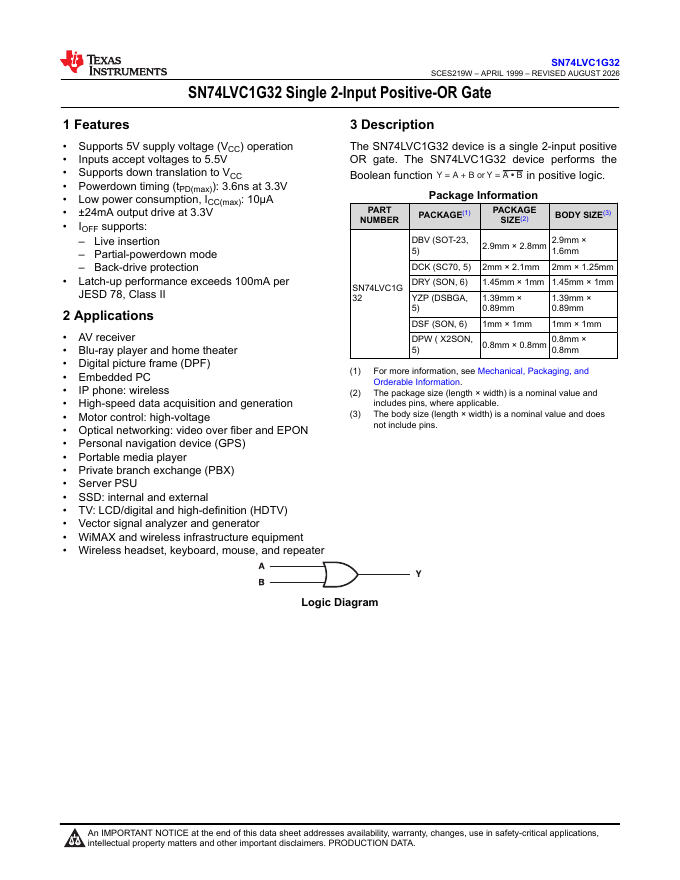 TEXAS
INSTRUMENTS
SN74LVC1G32
SCES219W – APRIL 1999 – REVISED AUGUST 2026
SN74LVC1G32 Single 2-Input Positive-OR Gate
1 Features
• Supports 5V supply voltage (VCC) operation
• Inputs accept voltages to 5.5V
• Supports down translation to VCC
• Powerdown timing (tPD(max)): 3.6ns at 3.3V
• Low power consumption, ICC(max): 10μA
• ±24mA output drive at 3.3V
• IOFF supports:
– Live insertion
– Partial-powerdown mode
– Back-drive protection
• Latch-up performance exceeds 100mA per
JESD 78, Class II
2 Applications
• AV receiver
• Blu-ray player and home theater
• Digital picture frame (DPF)
• Embedded PC
• IP phone: wireless
• High-speed data acquisition and generation
• Motor control: high-voltage
• Optical networking: video over fiber and EPON
• Personal navigation device (GPS)
• Portable media player
• Private branch exchange (PBX)
• Server PSU
• SSD: internal and external
• TV: LCD/digital and high-definition (HDTV)
• Vector signal analyzer and generator
• WiMAX and wireless infrastructure equipment
• Wireless headset, keyboard, mouse, and repeater
3 Description
The SN74LVC1G32 device is a single 2-input positive
OR gate. The SN74LVC1G32 device performs the
Boolean function Y = A + B or Y = A̅ ̅•̅ ̅B̅ in positive logic.
Package Information
PART NUMBER PACKAGE(1) PACKAGE SIZE(2) BODY SIZE(3)
SN74LVC1G32
DBV (SOT-23, 5) 2.9mm × 2.8mm 2.9mm × 1.6mm
DCK (SC70, 5) 2mm × 2.1mm 2mm × 1.25mm
DRY (SON, 6) 1.45mm × 1mm 1.45mm × 1mm
YZP (DSBGA, 5) 1.39mm × 0.89mm 1.39mm × 0.89mm
DSF (SON, 6) 1mm × 1mm 1mm × 1mm
DPW ( X2SON, 5) 0.8mm × 0.8mm 0.8mm × 0.8mm
(1) For more information, see Mechanical, Packaging, and
Orderable Information.
(2) The package size (length × width) is a nominal value and
includes pins, where applicable.
(3) The body size (length × width) is a nominal value and does
not include pins.
A
B
Y
Logic Diagram
An IMPORTANT NOTICE at the end of this data sheet addresses availability, warranty, changes, use in safety-critical applications,
intellectual property matters and other important disclaimers. PRODUCTION DATA.